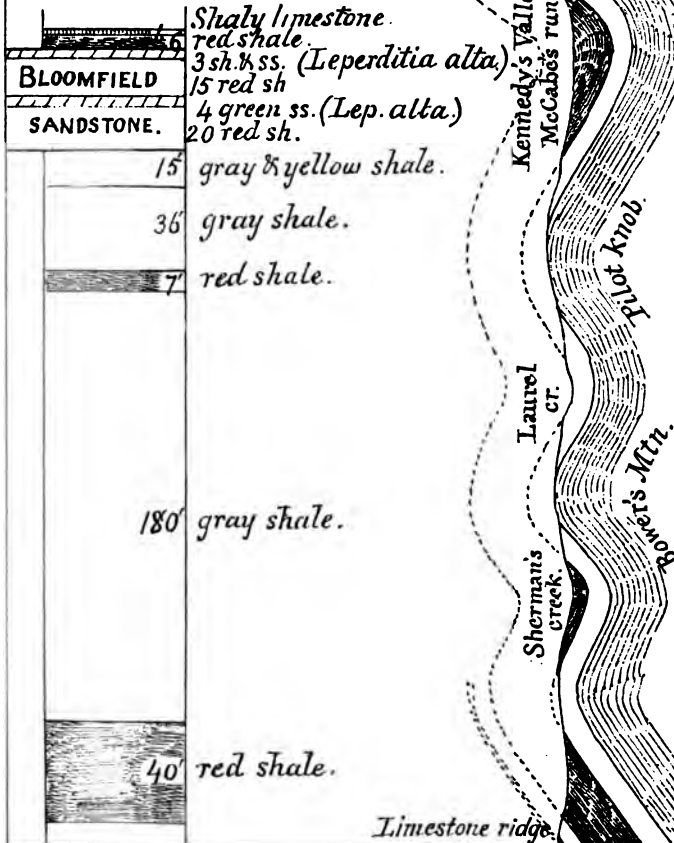 Shaly limestone.
6
red shale.
3 sh. & ss. (Leperditia alta.)
BLOOMFIELD
15 red sh
4 green ss. (Lep. alta.)
SANDSTONE.
20 red sh.
15' gray & yellow shale.
36' gray shale.
7' red shale.
180' gray shale.
40' red shale.
Kennedy's Valle
McCabe's run
Pilot knob.
Laurel
cr.
Bower's Mtn.
Sherman's
creek.
Limestone ridge.